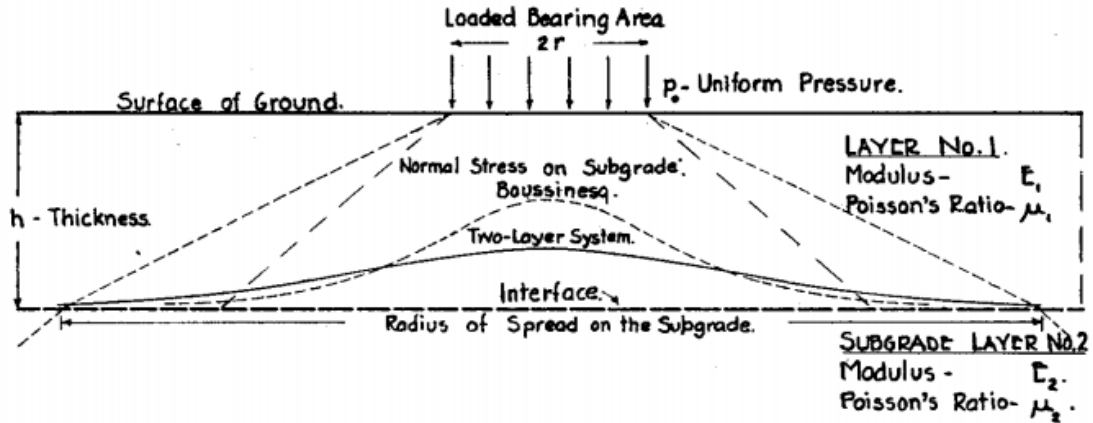 Loaded Bearing Area
2r
p₀- Uniform Pressure.
Surface of Ground.
LAYER No.1.
Normal Stress on Subgrade:
Modulus- E₁
Boussinesq.
Poisson's Ratio- μ₁
h - Thickness.
Two-Layer System.
Interface.
Radius of Spread on the Subgrade.
SUBGRADE LAYER No.2
Modulus - E₂.
Poisson's Ratio- μ₂.